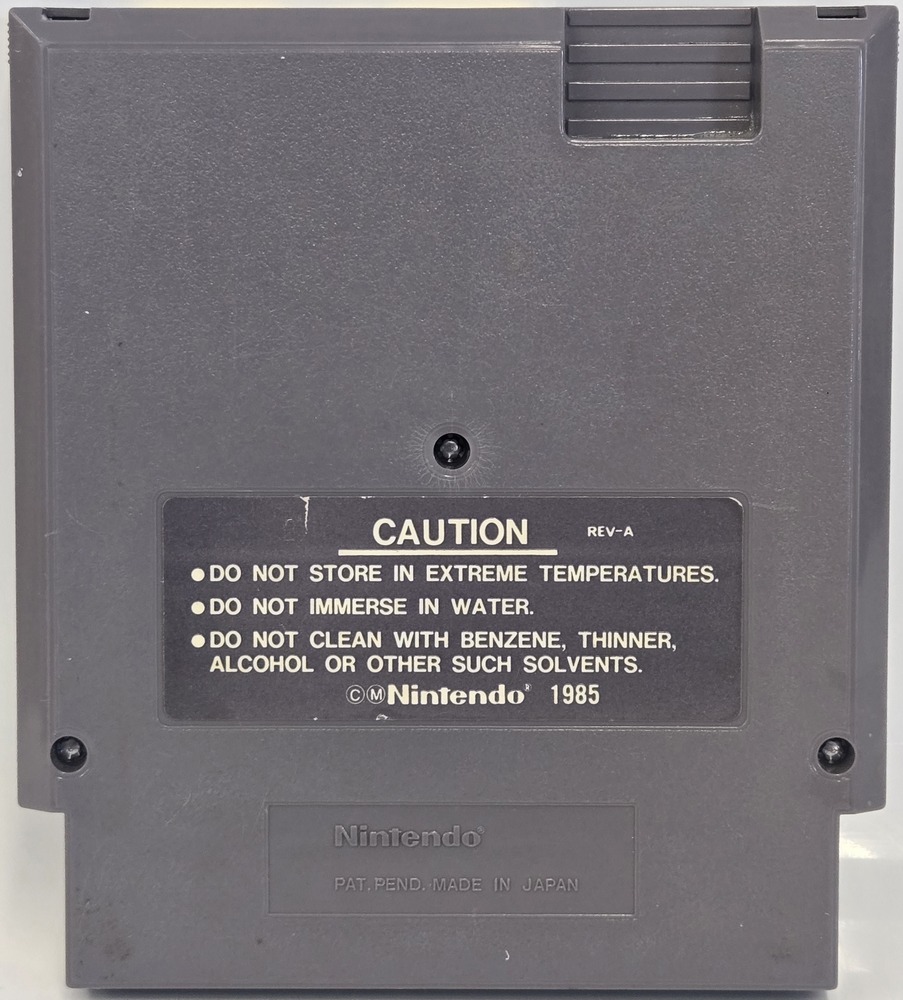 CAUTION REV-A
●DO NOT STORE IN EXTREME TEMPERATURES.
●DO NOT IMMERSE IN WATER.
●DO NOT CLEAN WITH BENZENE, THINNER,
ALCOHOL OR OTHER SUCH SOLVENTS.
ⒸⓂNintendo® 1985
Nintendo®
PAT. PEND. MADE IN JAPAN